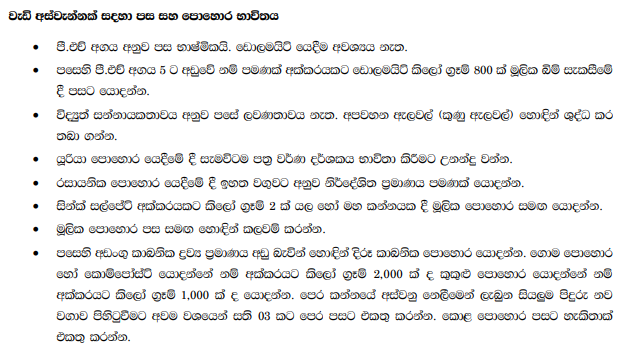 වැඩි අස්වැන්නක් සඳහා පස සහ පොහොර භාවිතය
• පී.එච් අගය අනුව පස භාෂ්මිකයි. ඩොලමයිට් යෙදීම අවශ්‍යය නැත.
• පසෙහි පී.එච් අගය 5 ට අඩුවේ නම් පමණක් අක්කරයකට ඩොලමයිට් කිලෝ ග්‍රෑම් 800 ක් මූලික බිම් සැකසීමේ
දී පසට යොදන්න.
• විද්‍යුත් සන්නායකතාවය අනුව පසේ ලවණතාවය නැත. අපවහන ඇලවල් (කුණු ඇලවල්) හොඳින් ශුද්ධ කර
තබා ගන්න.
• යූරියා පොහොර යෙදීමේ දී සැමවිටම පත්‍ර වර්ණ දර්ශකය භාවිතා කිරීමට උනන්දු වන්න.
• රසායනික පොහොර යෙදීමේ දී ඉහත වගුවට අනුව නිර්දේශිත ප්‍රමාණය පමණක් යොදන්න.
• සින්ක් සල්පේට් අක්කරයකට කිලෝ ග්‍රෑම් 2 ක් යල හෝ මහ කන්නයක දී මූලික පොහොර සමඟ යොදන්න.
• මූලික පොහොර පස සමඟ හොඳින් කලවම් කරන්න.
• පසෙහි අඩංගු කාබනික ද්‍රව්‍ය ප්‍රමාණය අඩු බැවින් හොඳින් දිරූ කාබනික පොහොර යොදන්න. ගොම පොහොර
හෝ කොම්පෝස්ට් යොදන්නේ නම් අක්කරයට කිලෝ ග්‍රෑම් 2,000 ක් ද කුකුළු පොහොර යොදන්නේ නම්
අක්කරයට කිලෝ ග්‍රෑම් 1,000 ක් ද යොදන්න. පෙර කන්නයේ අස්වනු නෙලීමෙන් ලැබුන සියලුම පිදුරු නව
වගාව පිහිටුවීමට අවම වශයෙන් සති 03 කට පෙර පසට එකතු කරන්න. කොළ පොහොර පසට හැකිතාක්
එකතු කරන්න.